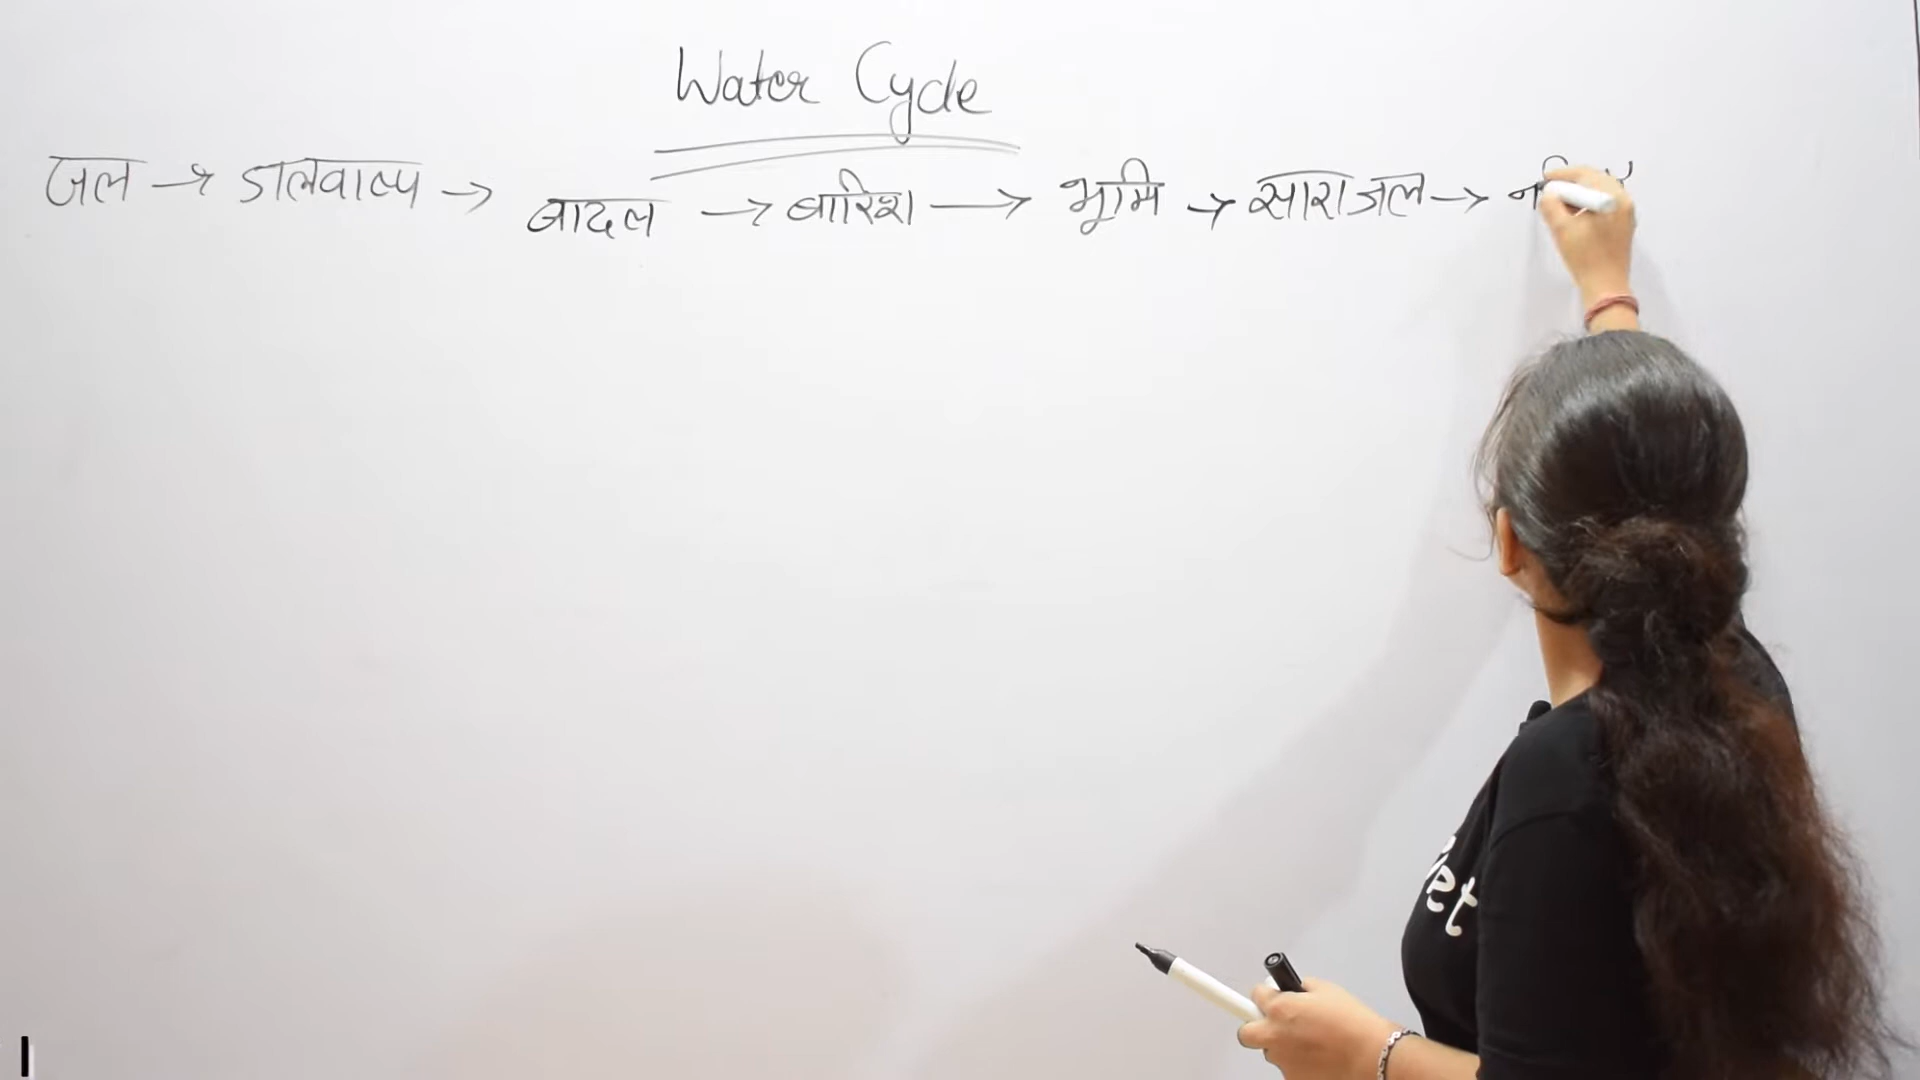 Water Cycle
जल → जलवाष्प → बादल → बारिश → भूमि → सारा जल →